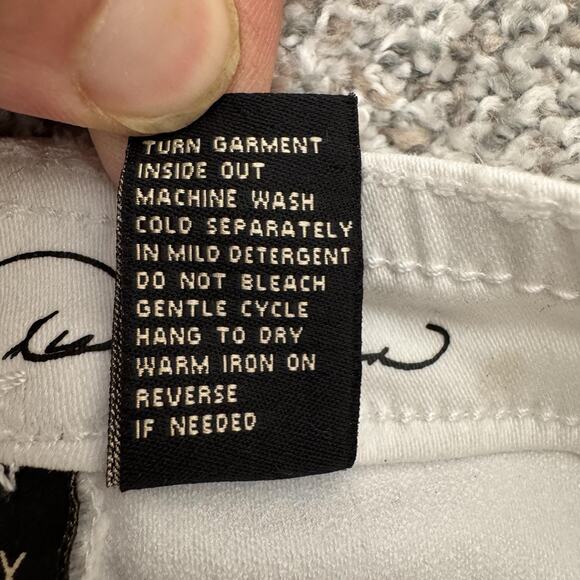 TURN GARMENT
INSIDE OUT
MACHINE WASH
COLD SEPARATELY
IN MILD DETERGENT
DO NOT BLEACH
GENTLE CYCLE
HANG TO DRY
WARM IRON ON
REVERSE
IF NEEDED
Y